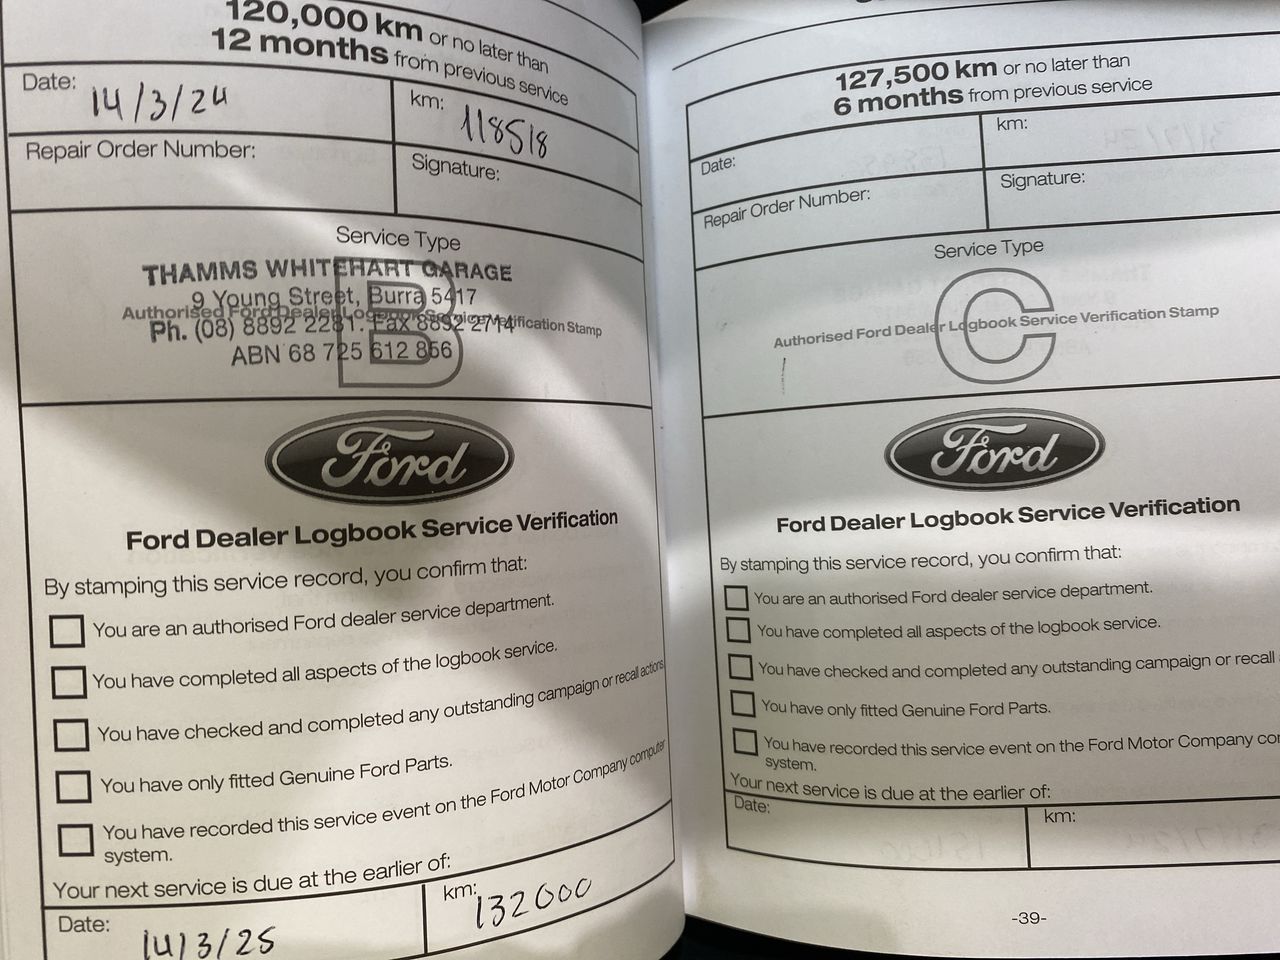 120,000 km or no later than
12 months from previous service
Date: 14/3/24
km: 118518
Repair Order Number:
Signature:
Service Type
B
THAMMS WHITEHART GARAGE
9 Young Street, Burra 5417
Authorised Ford Dealer Logbook Service Verification Stamp
Ph. (08) 8892 2281. Fax 8892 2714
ABN 68 725 612 856
Ford
Ford Dealer Logbook Service Verification
By stamping this service record, you confirm that:
You are an authorised Ford dealer service department.
You have completed all aspects of the logbook service.
You have checked and completed any outstanding campaign or recall actions.
You have only fitted Genuine Ford Parts.
You have recorded this service event on the Ford Motor Company computer
system.
Your next service is due at the earlier of:
Date: 14/3/25
km: 132000
127,500 km or no later than
6 months from previous service
Date:
km:
Repair Order Number:
Signature:
Service Type
C
Authorised Ford Dealer Logbook Service Verification Stamp
Ford
Ford Dealer Logbook Service Verification
By stamping this service record, you confirm that:
You are an authorised Ford dealer service department.
You have completed all aspects of the logbook service.
You have checked and completed any outstanding campaign or recall
You have only fitted Genuine Ford Parts.
You have recorded this service event on the Ford Motor Company com
system.
Your next service is due at the earlier of:
Date:
km:
-39-